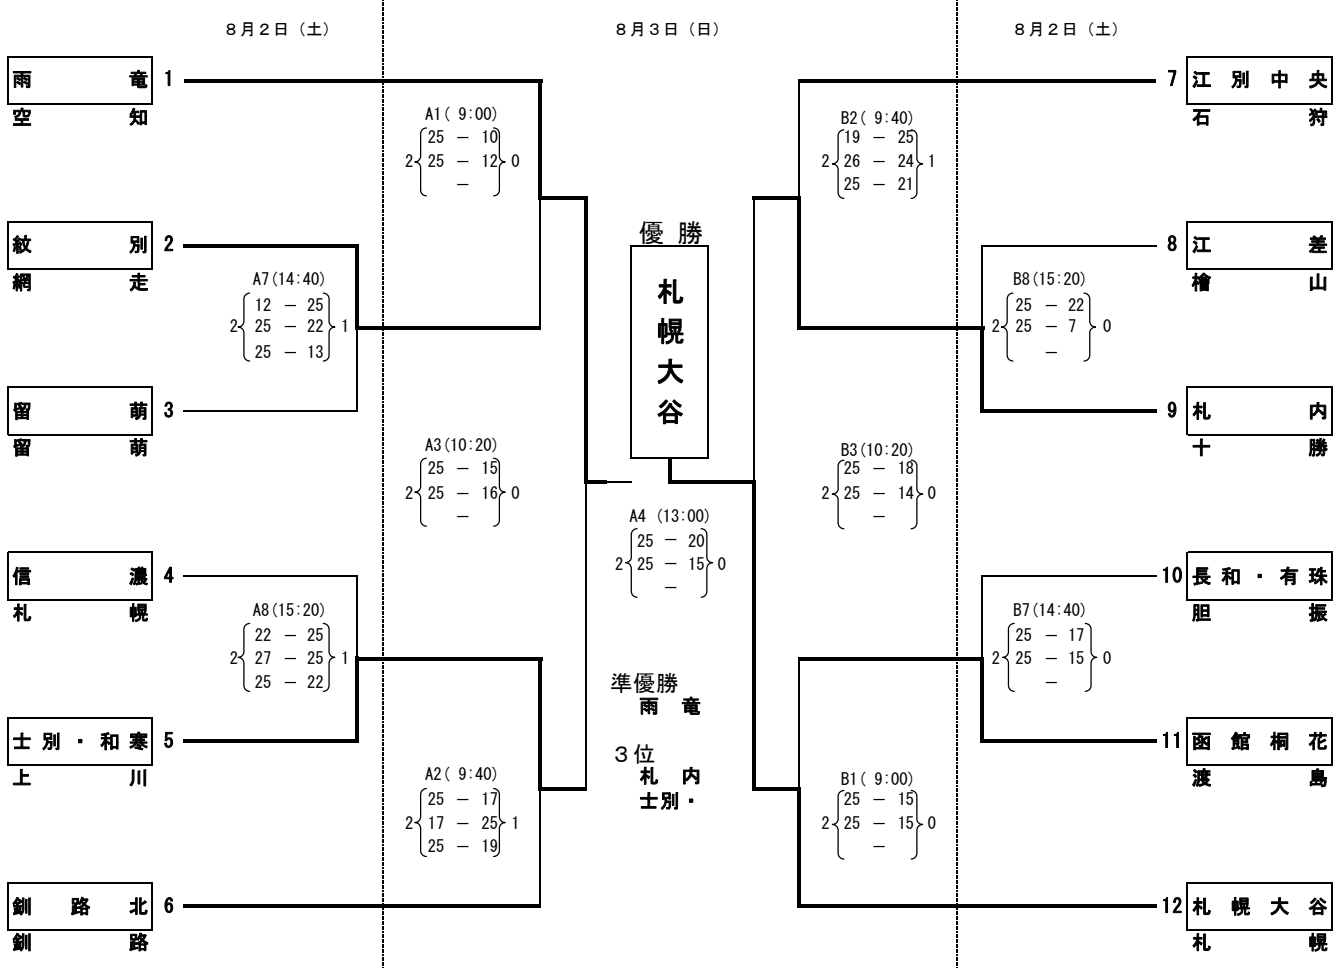 ８月２日（土）
８月３日（日）
８月２日（土）
雨竜 1
空知
A1( 9:00)
2 25 － 10 0
25 － 12
－
紋別 2
網走
A7(14:40)
2 12 － 25 1
25 － 22
25 － 13
留萌 3
留萌
A3(10:20)
2 25 － 15 0
25 － 16
－
信濃 4
札幌
A8(15:20)
2 22 － 25 1
27 － 25
25 － 22
士別・和寒 5
上川
A2( 9:40)
2 25 － 17 1
17 － 25
25 － 19
釧路北 6
釧路
優勝
札幌大谷
A4 (13:00)
2 25 － 20 0
25 － 15
－
準優勝
雨竜
３位
札内
士別・
7 江別中央
石狩
B2( 9:40)
2 19 － 25 1
26 － 24
25 － 21
8 江差
檜山
B8(15:20)
2 25 － 22 0
25 － 7
－
9 札内
十勝
B3(10:20)
2 25 － 18 0
25 － 14
－
10 長和・有珠
胆振
B7(14:40)
2 25 － 17 0
25 － 15
－
11 函館桐花
渡島
B1( 9:00)
2 25 － 15 0
25 － 15
－
12 札幌大谷
札幌